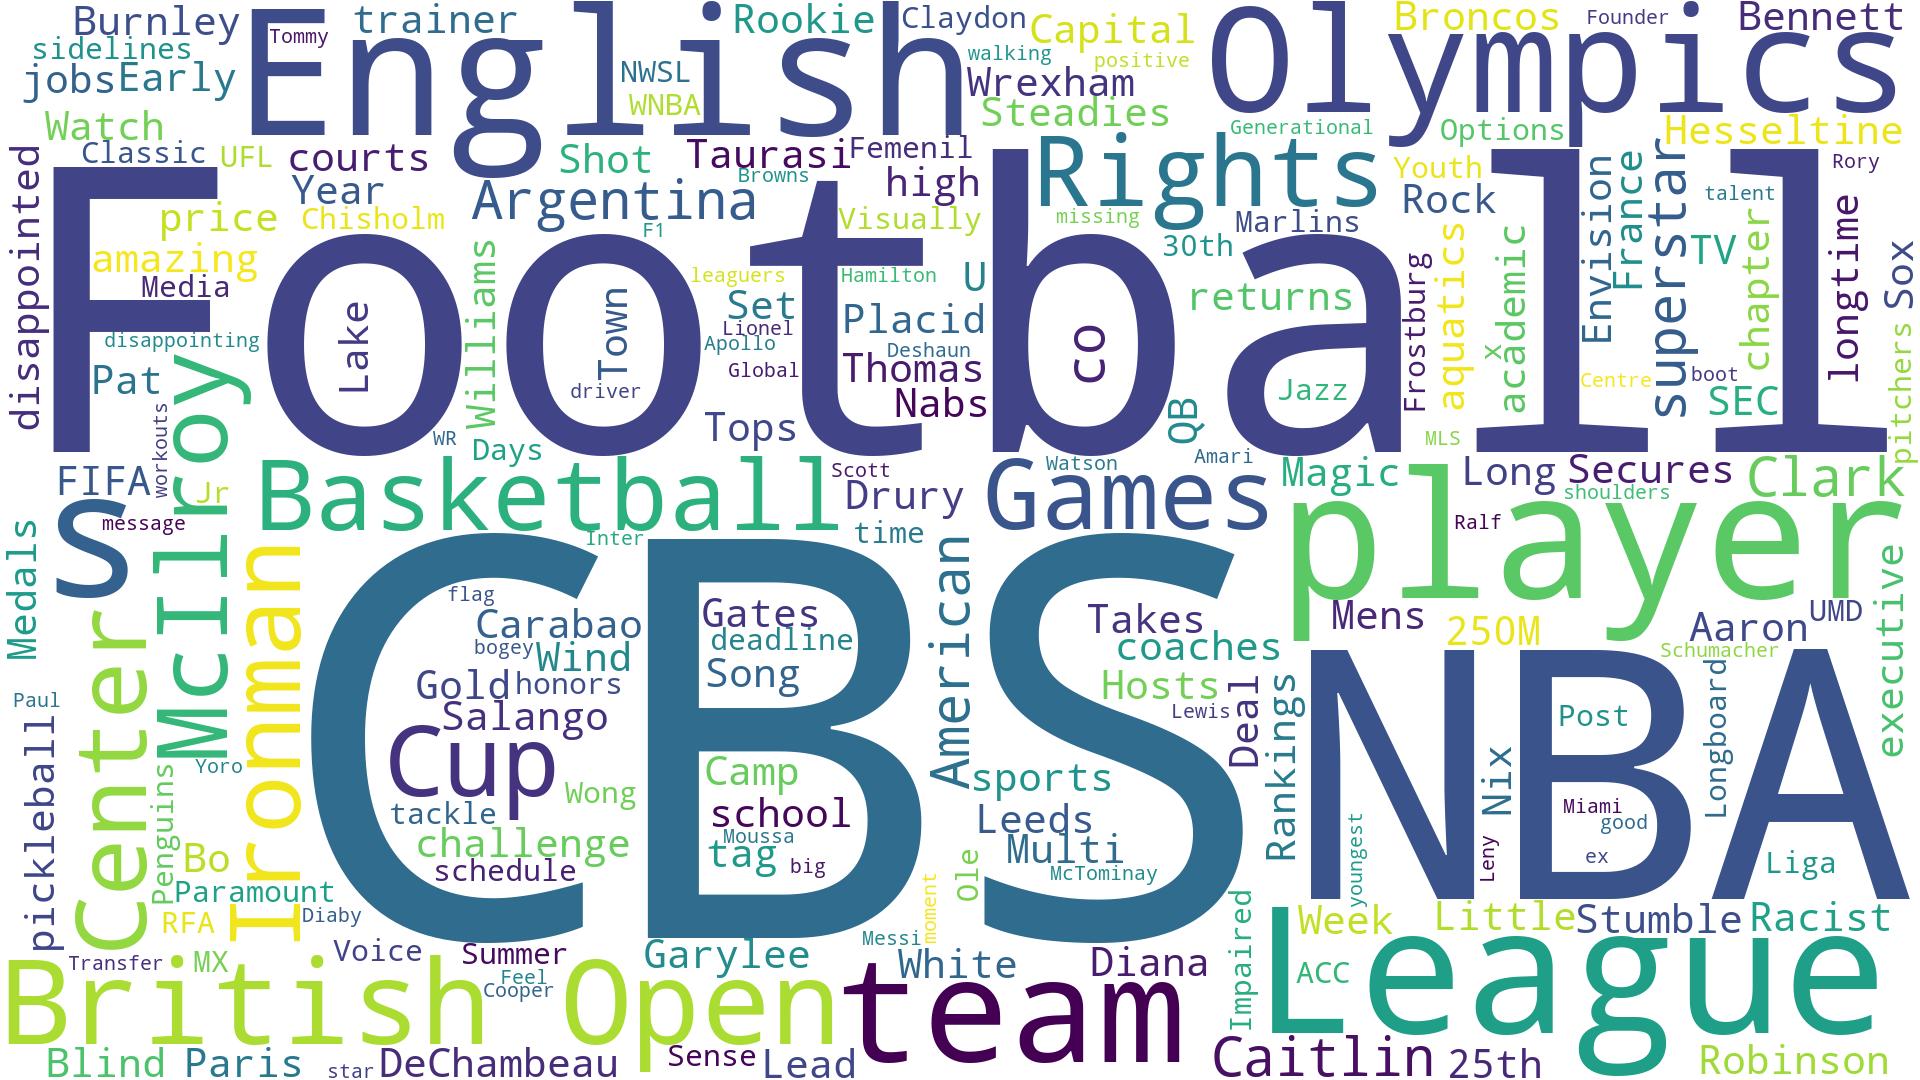 Burnley
Tommy
trainer
English
Rookie
Claydon
Capital
Olympics
Broncos
Founder
Bennett
sidelines
jobs
Early
NWSL
WNBA
walking
positive
Wrexham
Steadies
Watch
Generational
Options
Hesseltine
Classic
UFL
courts
Shot
Taurasi
Femenil
Rights
Youth
Rory
disappointed
Year
Argentina
Browns
high
Rock
Envision
France
superstar
talent
price
Chisholm
F1
Visually
missing
Marlins
Football
amazing
Williams
leaguers
Hamilton
U
30th
Frostburg
aquatics
academic
TV
chapter
longtime
Sox
Media
Lake
Town
Set
Placid
returns
disappointing
Lionel
Apollo
Deshaun
co
x
pitchers
Pat
driver
Global
Thomas
Jazz
Centre
boot
McIlroy
workouts
Nabs
QB
SEC
WR
Days
Tops
MLS
FIFA
Jr
Basketball
Scott
Drury
Games
Watson
Amari
Magic
Long
Secures
Clark
shoulders
s
message
Inter
time
player
Ralf
Medals
Center
Ironman
CBS
flag
Carabao
Gates
American
Takes
Mens
250M
Aaron
UMD
executive
bogey
Wind
deadline
coaches
Schumacher
Gold
honors
Song
Hosts
Deal
Rankings
NBA
Longboard
Paul
Salango
Lewis
Post
pickleball
Cup
Yoro
Penguins
Camp
sports
Nix
Wong
tackle
school
Leeds
youngest
Miami
good
challenge
Moussa
Multi
Leny
Bo
schedule
tag
big
Ole
McTominay
ex
Liga
Paramount
RFA
Diaby
moment
Impaired
Week
Little
Stumble
Racist
Transfer
MX
Voice
Summer
Garylee
Messi
White
Diana
League
ACC
British
Feel
Cooper
Open
team
Blind
Paris
star
DeChambeau
Sense
Lead
Caitlin
25th
Robinson